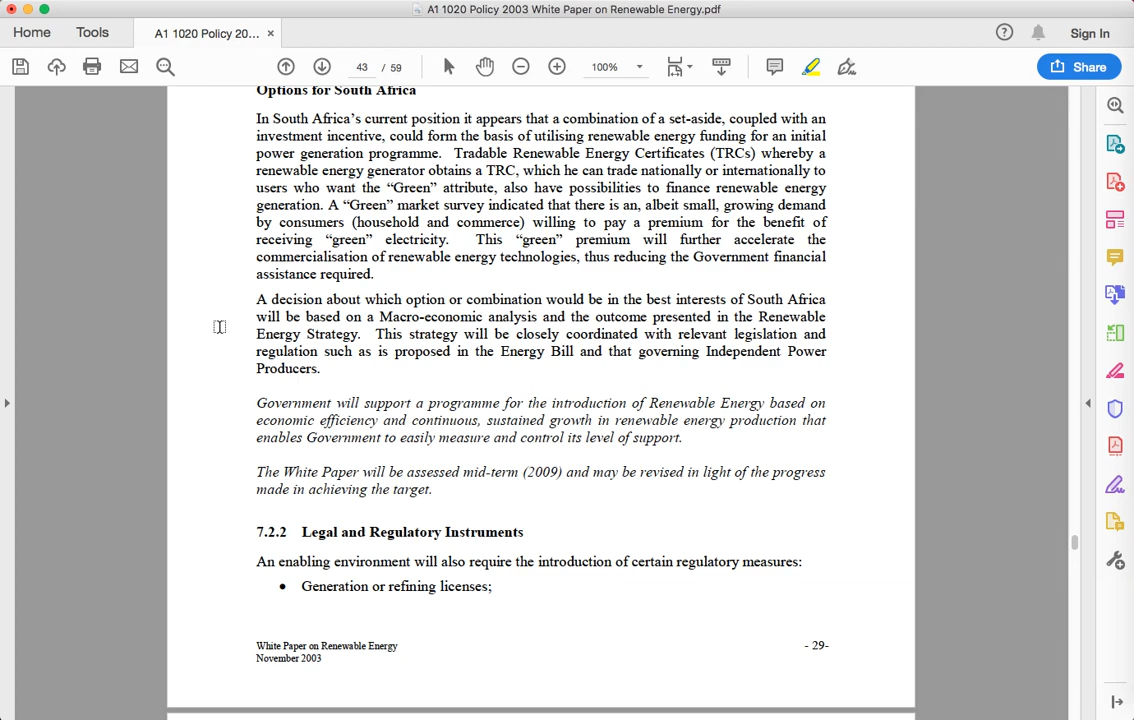 A1 1020 Policy 2003 White Paper on Renewable Energy.pdf
Home Tools A1 1020 Policy 20... × ? Sign In
43 / 59 100% Share
Options for South Africa
In South Africa's current position it appears that a combination of a set-aside, coupled with an
investment incentive, could form the basis of utilising renewable energy funding for an initial
power generation programme. Tradable Renewable Energy Certificates (TRCs) whereby a
renewable energy generator obtains a TRC, which he can trade nationally or internationally to
users who want the “Green” attribute, also have possibilities to finance renewable energy
generation. A “Green” market survey indicated that there is an, albeit small, growing demand
by consumers (household and commerce) willing to pay a premium for the benefit of
receiving “green” electricity. This “green” premium will further accelerate the
commercialisation of renewable energy technologies, thus reducing the Government financial
assistance required.
A decision about which option or combination would be in the best interests of South Africa
will be based on a Macro-economic analysis and the outcome presented in the Renewable
Energy Strategy. This strategy will be closely coordinated with relevant legislation and
regulation such as is proposed in the Energy Bill and that governing Independent Power
Producers.
Government will support a programme for the introduction of Renewable Energy based on
economic efficiency and continuous, sustained growth in renewable energy production that
enables Government to easily measure and control its level of support.
The White Paper will be assessed mid-term (2009) and may be revised in light of the progress
made in achieving the target.
7.2.2 Legal and Regulatory Instruments
An enabling environment will also require the introduction of certain regulatory measures:
• Generation or refining licenses;
White Paper on Renewable Energy - 29-
November 2003